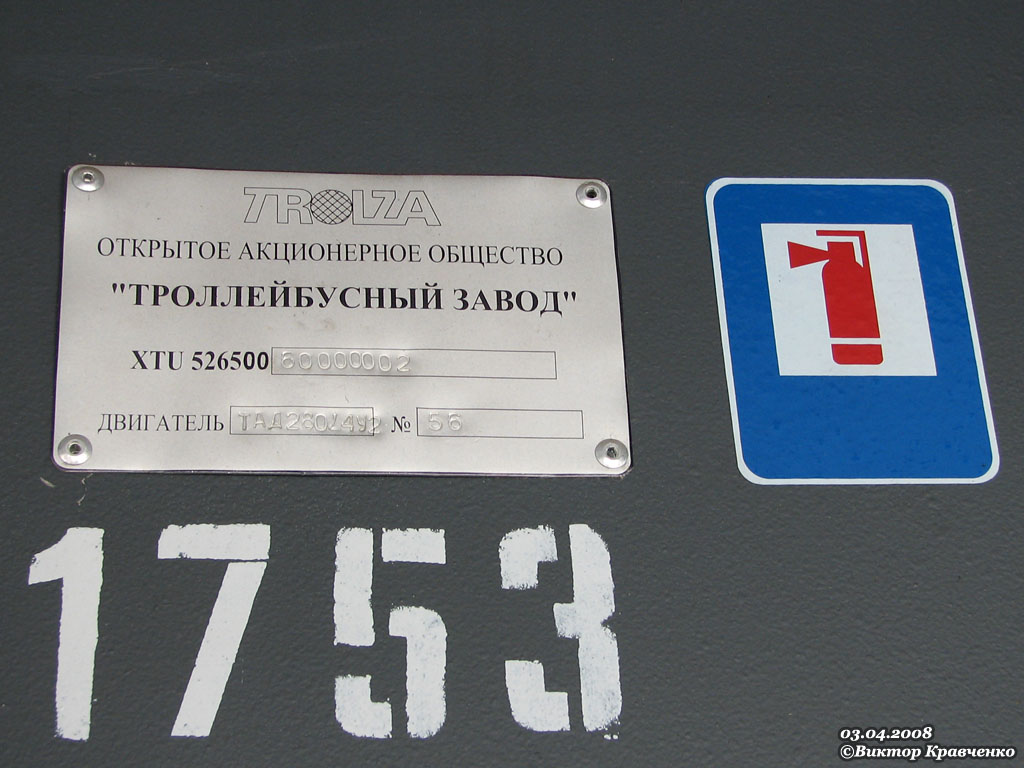 TROLZA
ОТКРЫТОЕ АКЦИОНЕРНОЕ ОБЩЕСТВО
"ТРОЛЛЕЙБУСНЫЙ ЗАВОД"
XTU 526500 60000002
ДВИГАТЕЛЬ № 56
1753
03.04.2008
©Виктор Кравченко